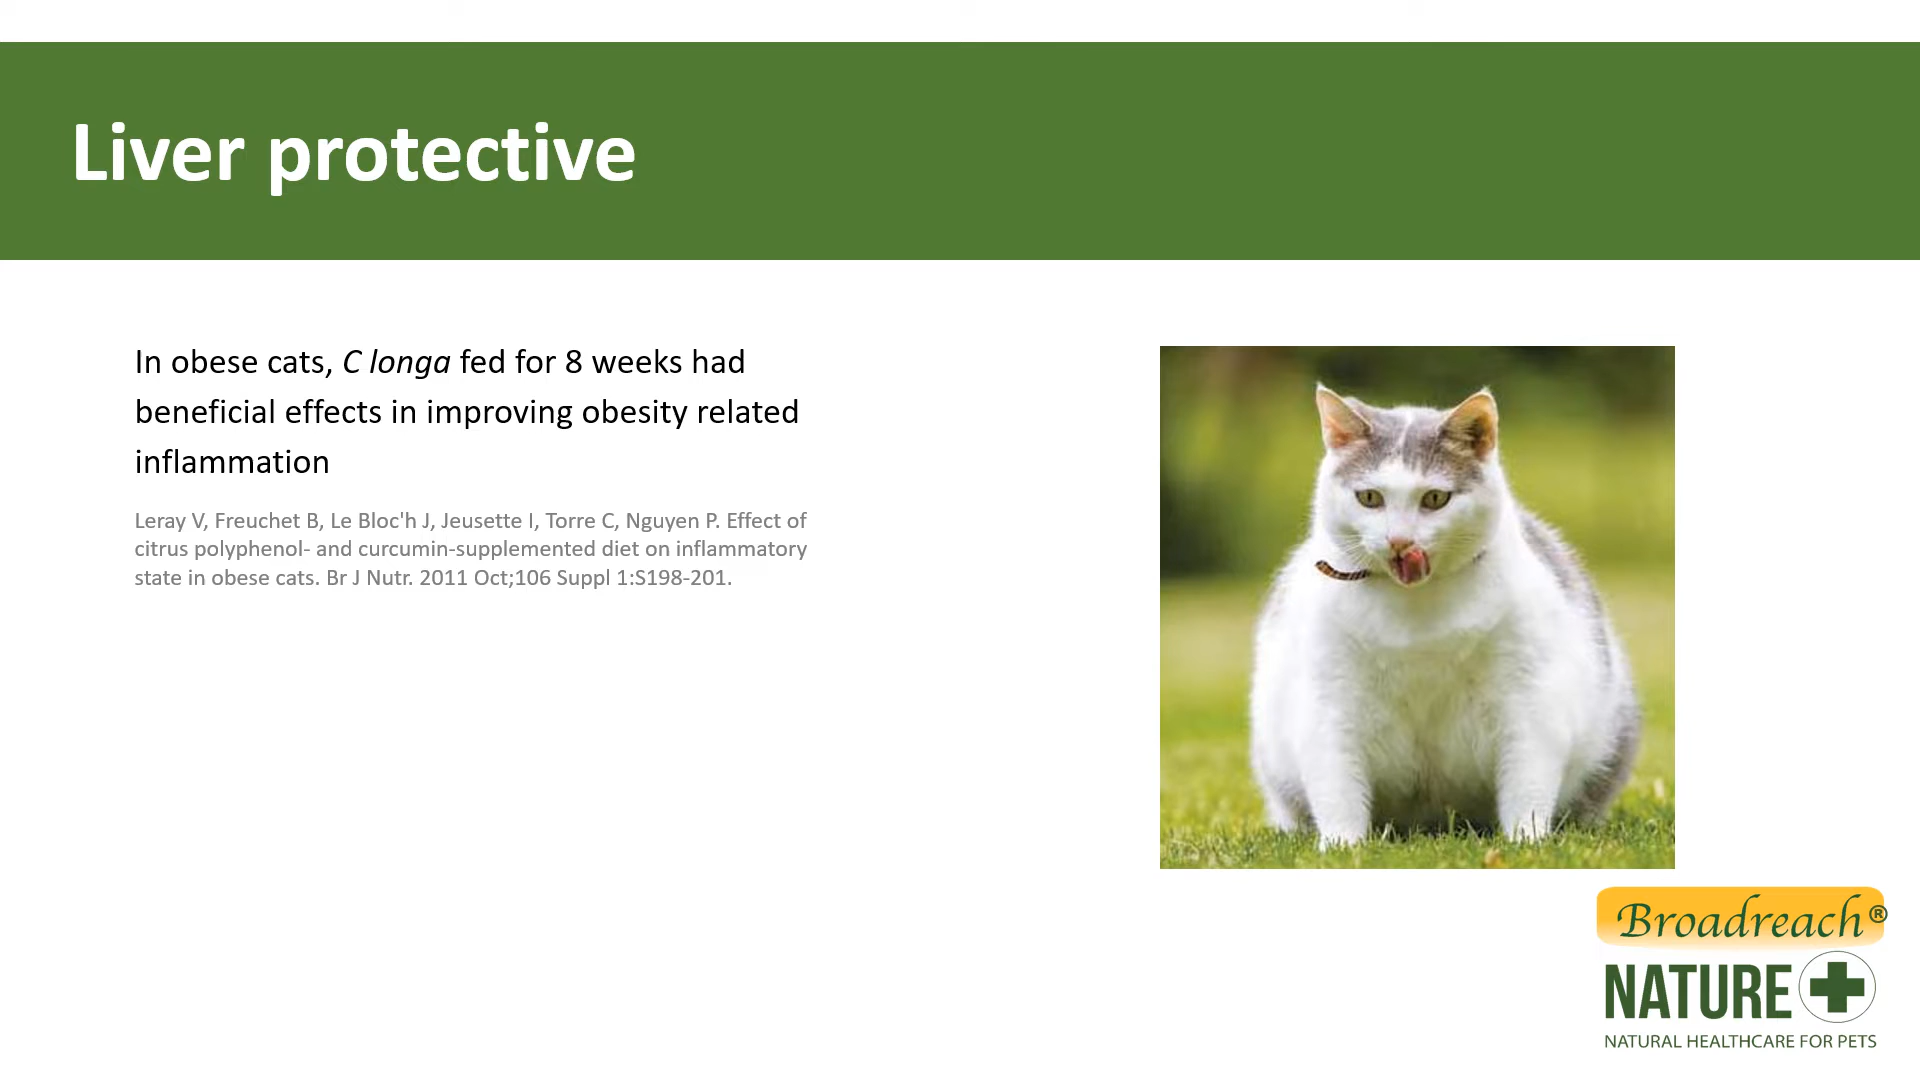 Liver protective
In obese cats, C longa fed for 8 weeks had
beneficial effects in improving obesity related
inflammation
Leray V, Freuchet B, Le Bloc'h J, Jeusette I, Torre C, Nguyen P. Effect of
citrus polyphenol- and curcumin-supplemented diet on inflammatory
state in obese cats. Br J Nutr. 2011 Oct;106 Suppl 1:S198-201.
Broadreach®
NATURE+
NATURAL HEALTHCARE FOR PETS